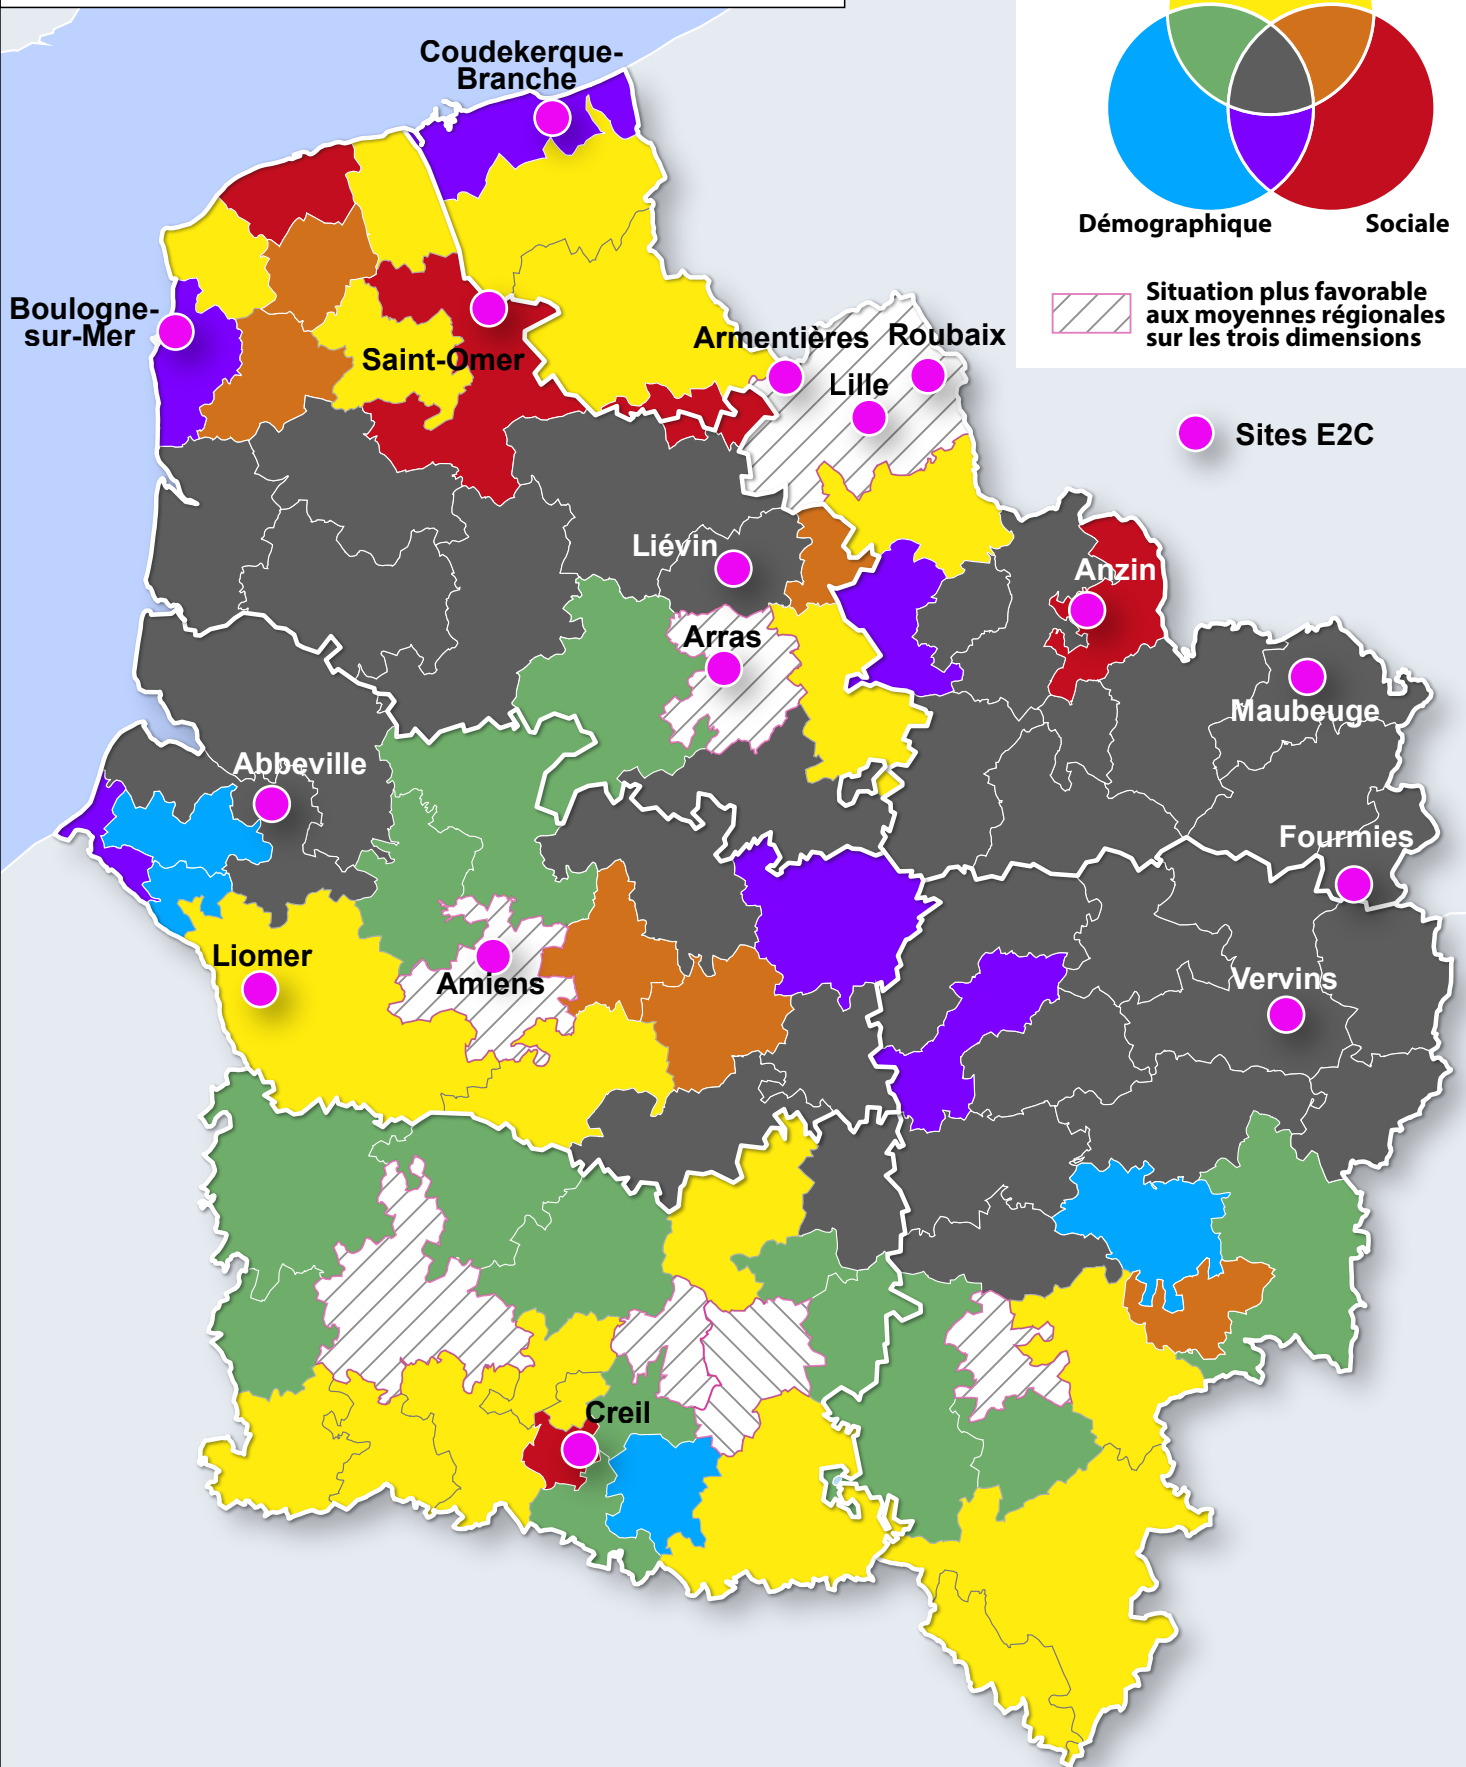 Coudekerque-
Branche
Démographique
Sociale
Situation plus favorable
aux moyennes régionales
sur les trois dimensions
Boulogne-
sur-Mer
Saint-Omer
Armentières
Roubaix
Lille
Sites E2C
Liévin
Anzin
Arras
Maubeuge
Abbeville
Fourmies
Liomer
Amiens
Vervins
Creil